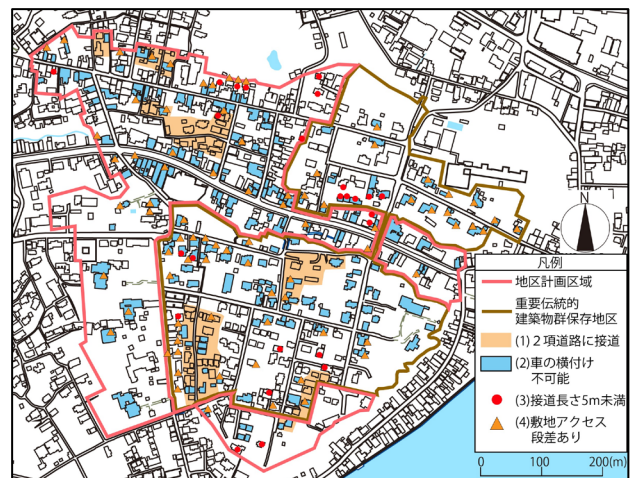 N
凡例
地区計画区域
重要伝統的
建築物群保存地区
(1)２項道路に接道
(2)車の横付け
不可能
(3)接道長さ5m未満
(4)敷地アクセス
段差あり
0 100 200(m)